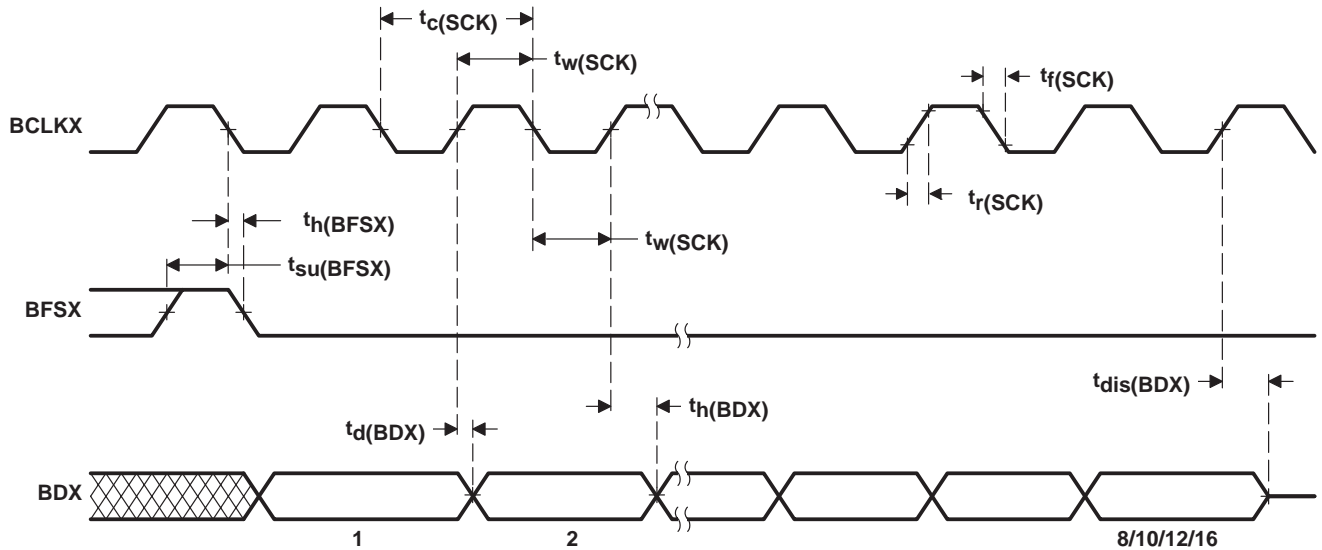 tc(SCK)
tw(SCK)
tf(SCK)
BCLKX
tr(SCK)
th(BFSX)
tw(SCK)
tsu(BFSX)
BFSX
tdis(BDX)
th(BDX)
td(BDX)
BDX
1 2 8/10/12/16